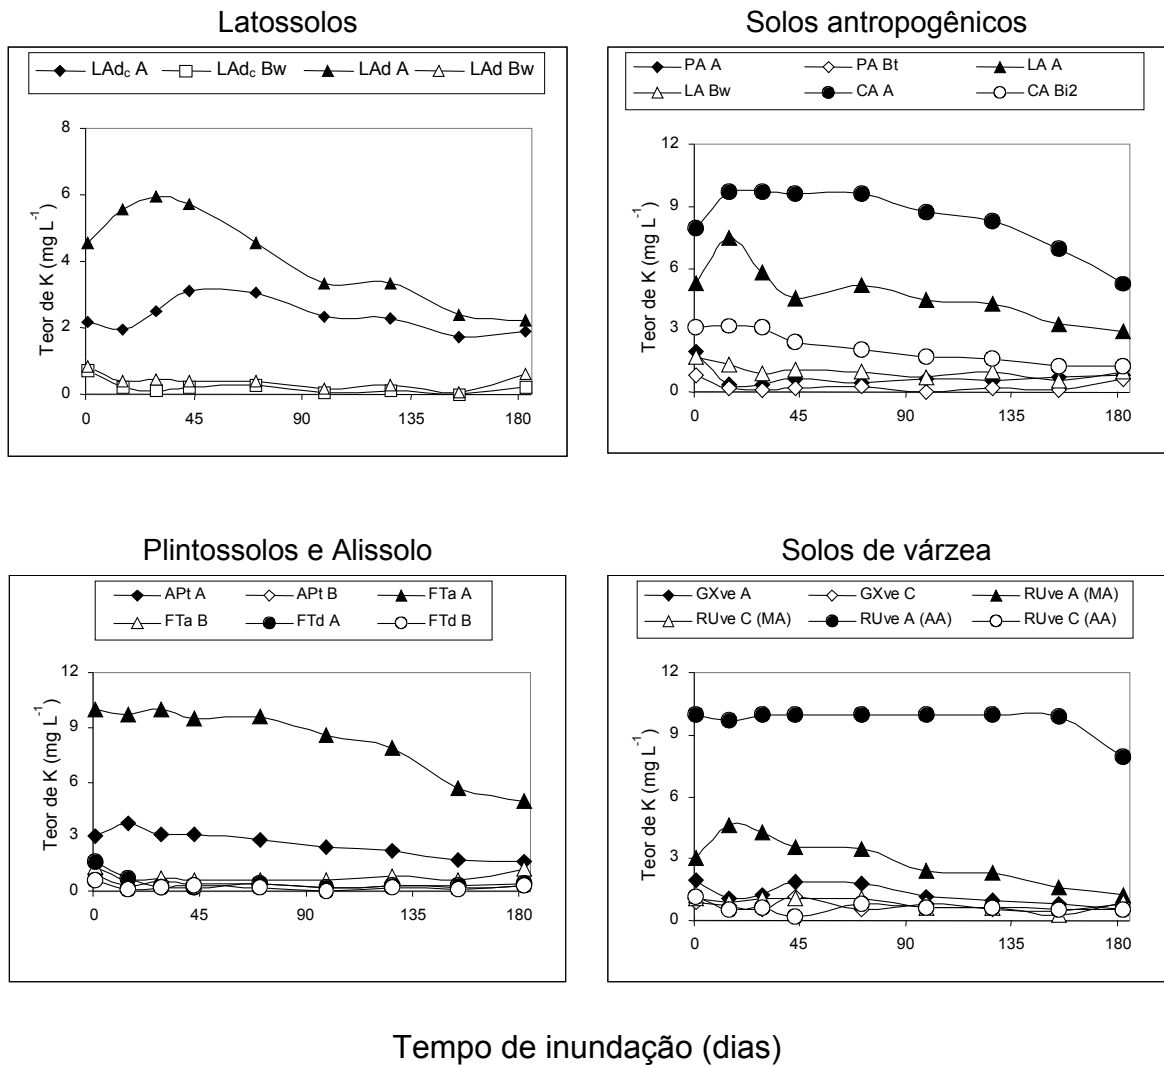 Latossolos
LAdc A LAdc Bw LAd A LAd Bw
8
6
4
2
0
Teor de K (mg L-1)
0 45 90 135 180
Solos antropogênicos
PA A PA Bt LA A
LA Bw CA A CA Bi2
12
9
6
3
0
Teor de K (mg L-1)
0 45 90 135 180
Plintossolos e Alissolo
APt A APt B FTa A
FTa B FTd A FTd B
12
9
6
3
0
Teor de K (mg L-1)
0 45 90 135 180
Solos de várzea
GXve A GXve C RUve A (MA)
RUve C (MA) RUve A (AA) RUve C (AA)
12
9
6
3
0
Teor de K (mg L-1)
0 45 90 135 180
Tempo de inundação (dias)